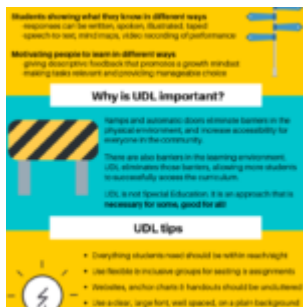 Students showing what they know in different ways
responses can be written, spoken, illustrated, taped
speech-to-text, mind maps, video recording of performance
Motivating people to learn in different ways
giving descriptive feedback that promotes a growth mindset
making tasks relevant and providing manageable choice
Why is UDL important?
Ramps and automatic doors eliminate barriers in the
physical environment, and increase accessibility for
everyone in the community.
There are also barriers in the learning environment.
UDL eliminates those barriers, allowing more students
to successfully access the curriculum.
UDL is not Special Education. It is an approach that is
necessary for some, good for all!
UDL tips
Everything students need should be within reach/sight
Use flexible & inclusive groups for seating & assignments
Websites, anchor charts & handouts should be uncluttered
Use a clear, large font, well spaced, on a plain background